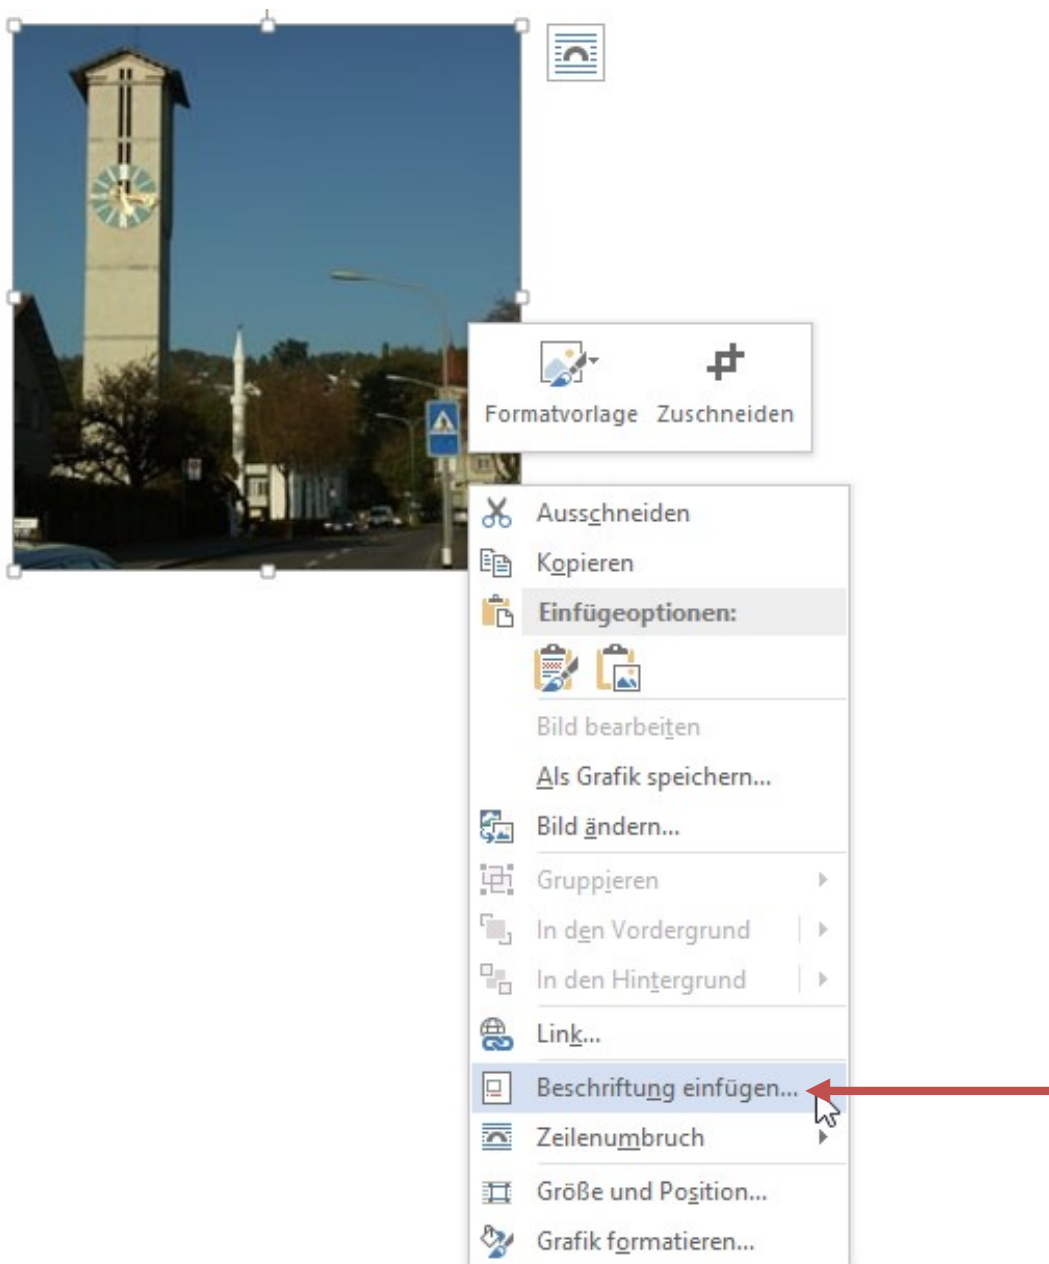 Formatvorlage Zuschneiden
Ausschneiden
Kopieren
Einfügeoptionen:
Bild bearbeiten
Als Grafik speichern...
Bild ändern...
Gruppieren
In den Vordergrund
In den Hintergrund
Link...
Beschriftung einfügen...
Zeilenumbruch
Größe und Position...
Grafik formatieren...